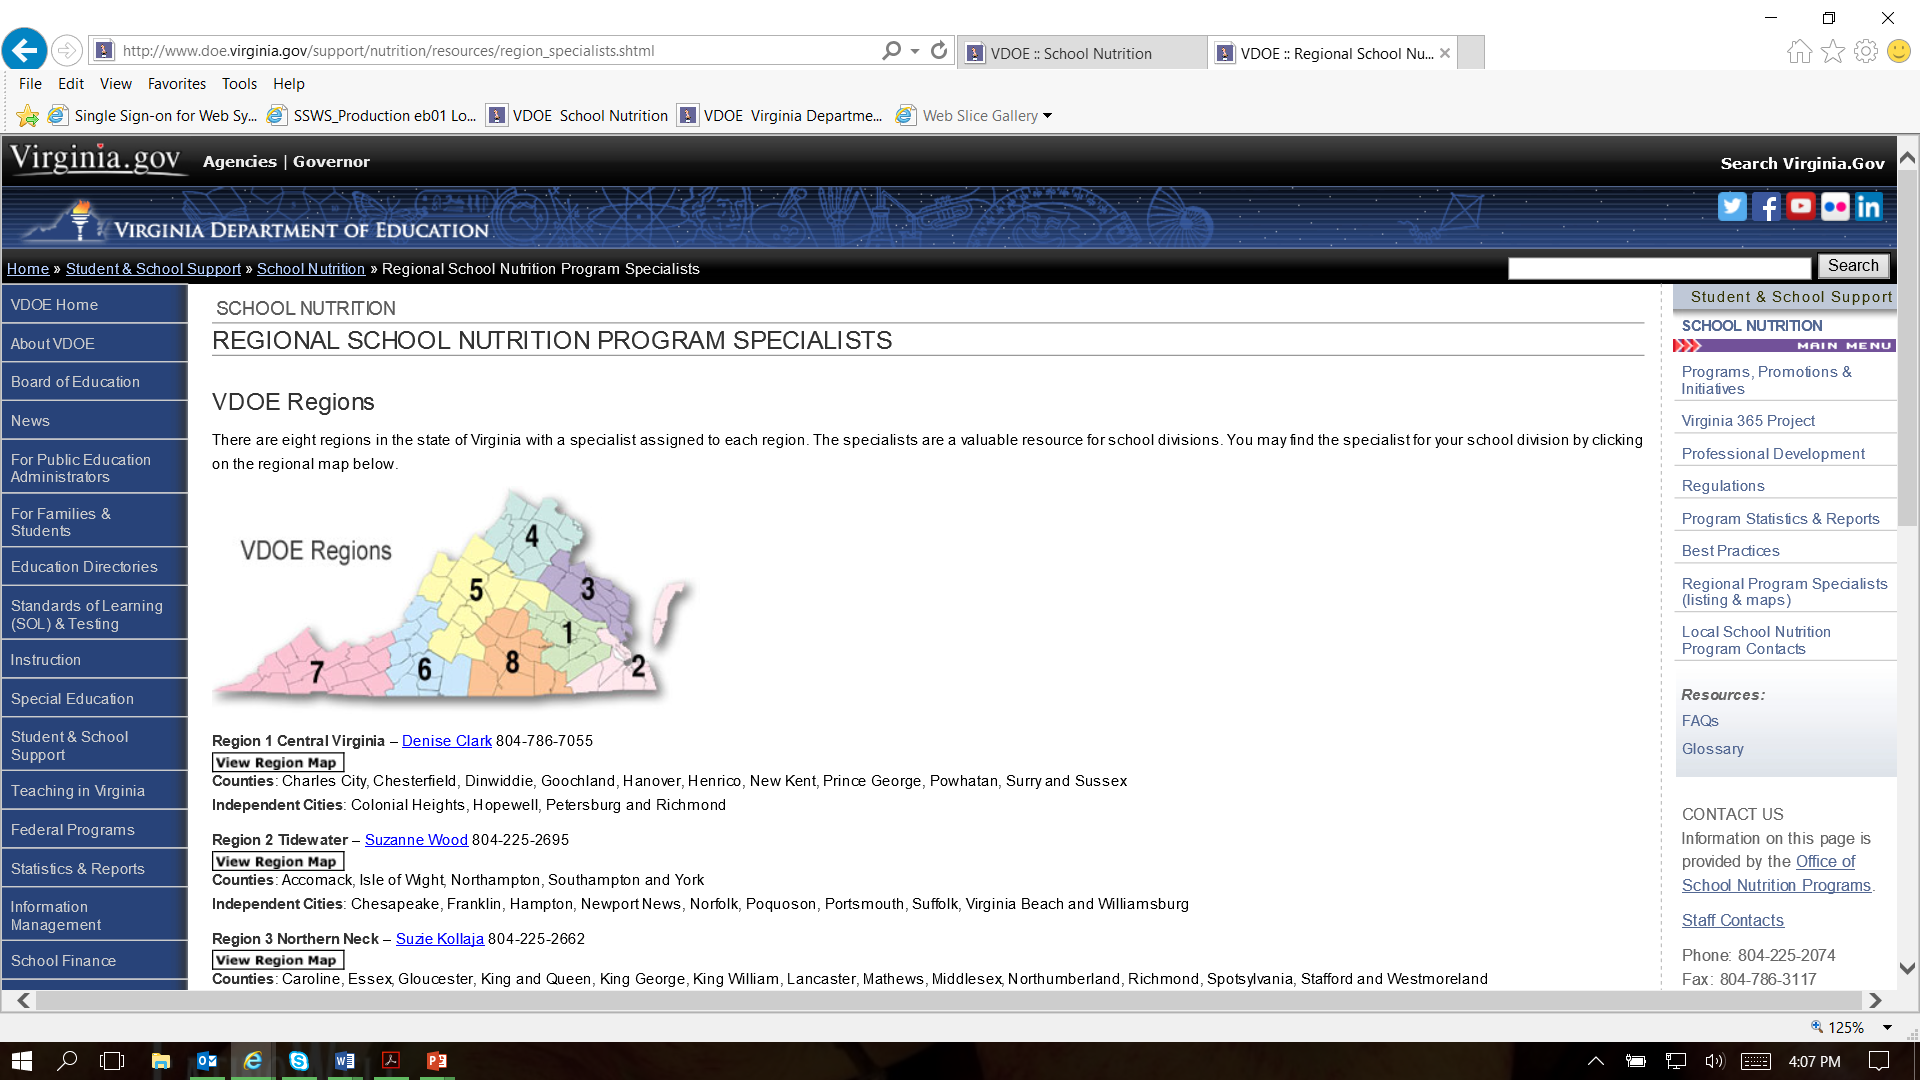 http://www.doe.virginia.gov/support/nutrition/resources/region_specialists.shtml
VDOE :: School Nutrition
VDOE :: Regional School Nu...
File Edit View Favorites Tools Help
Single Sign-on for Web Sy... SSWS_Production eb01 Lo... VDOE School Nutrition VDOE Virginia Departme... Web Slice Gallery
Virginia.gov Agencies | Governor Search Virginia.Gov
VIRGINIA DEPARTMENT OF EDUCATION
Home » Student & School Support » School Nutrition » Regional School Nutrition Program Specialists Search
VDOE Home
About VDOE
Board of Education
News
For Public Education
Administrators
For Families &
Students
Education Directories
Standards of Learning
(SOL) & Testing
Instruction
Special Education
Student & School
Support
Teaching in Virginia
Federal Programs
Statistics & Reports
Information
Management
School Finance
SCHOOL NUTRITION
REGIONAL SCHOOL NUTRITION PROGRAM SPECIALISTS
VDOE Regions
There are eight regions in the state of Virginia with a specialist assigned to each region. The specialists are a valuable resource for school divisions. You may find the specialist for your school division by clicking
on the regional map below.
VDOE Regions
4
5
3
1
7
6
8
2
Region 1 Central Virginia – Denise Clark 804-786-7055
View Region Map
Counties: Charles City, Chesterfield, Dinwiddie, Goochland, Hanover, Henrico, New Kent, Prince George, Powhatan, Surry and Sussex
Independent Cities: Colonial Heights, Hopewell, Petersburg and Richmond
Region 2 Tidewater – Suzanne Wood 804-225-2695
View Region Map
Counties: Accomack, Isle of Wight, Northampton, Southampton and York
Independent Cities: Chesapeake, Franklin, Hampton, Newport News, Norfolk, Poquoson, Portsmouth, Suffolk, Virginia Beach and Williamsburg
Region 3 Northern Neck – Suzie Kollaja 804-225-2662
View Region Map
Counties: Caroline, Essex, Gloucester, King and Queen, King George, King William, Lancaster, Mathews, Middlesex, Northumberland, Richmond, Spotsylvania, Stafford and Westmoreland
Student & School Support
SCHOOL NUTRITION
MAIN MENU
Programs, Promotions &
Initiatives
Virginia 365 Project
Professional Development
Regulations
Program Statistics & Reports
Best Practices
Regional Program Specialists
(listing & maps)
Local School Nutrition
Program Contacts
Resources:
FAQs
Glossary
CONTACT US
Information on this page is
provided by the Office of
School Nutrition Programs.
Staff Contacts
Phone: 804-225-2074
Fax: 804-786-3117
125%
4:07 PM